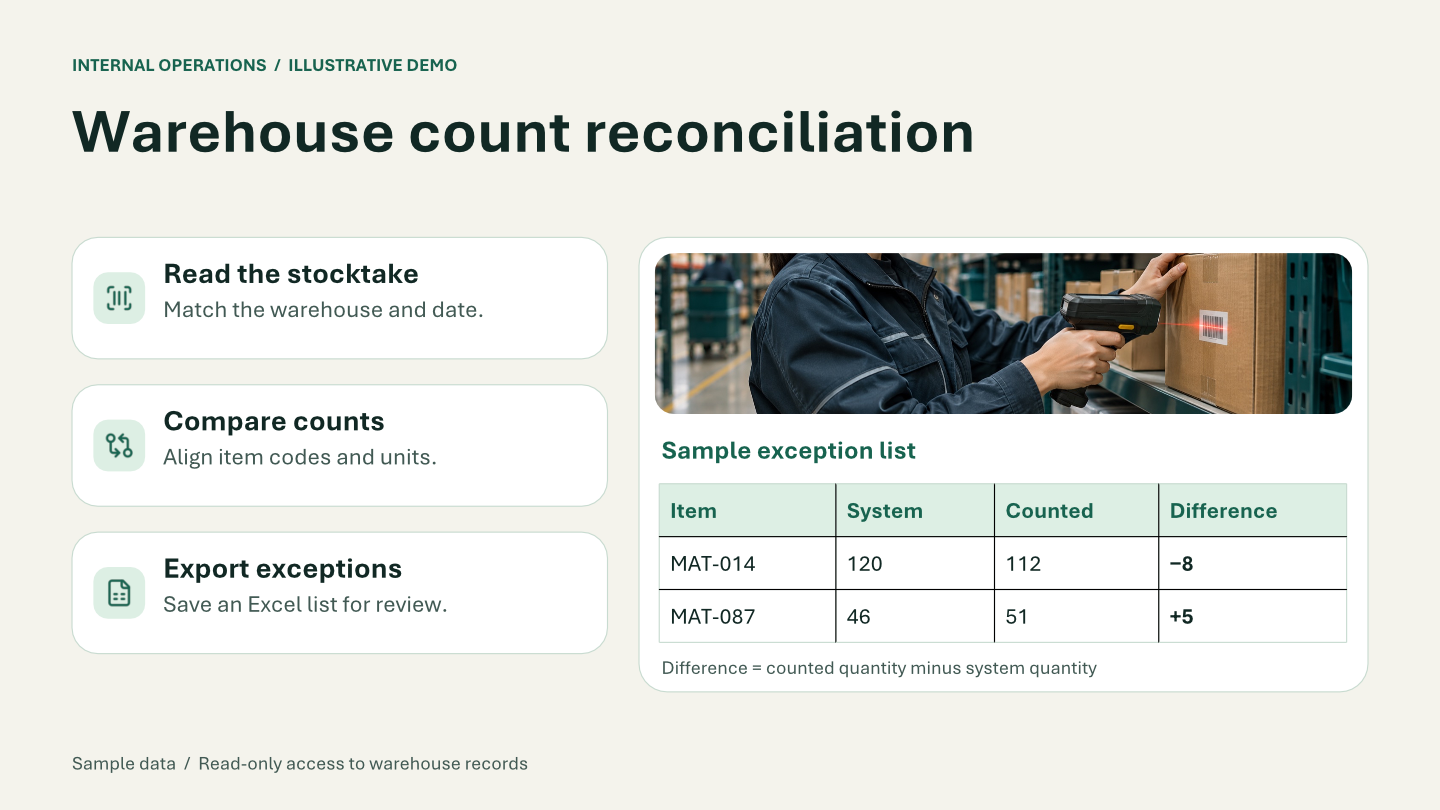 INTERNAL OPERATIONS / ILLUSTRATIVE DEMO
Warehouse count reconciliation
Read the stocktake
Match the warehouse and date.
Compare counts
Align item codes and units.
Export exceptions
Save an Excel list for review.
Sample exception list
Item System Counted Difference
MAT-014 120 112 −8
MAT-087 46 51 +5
Difference = counted quantity minus system quantity
Sample data / Read-only access to warehouse records